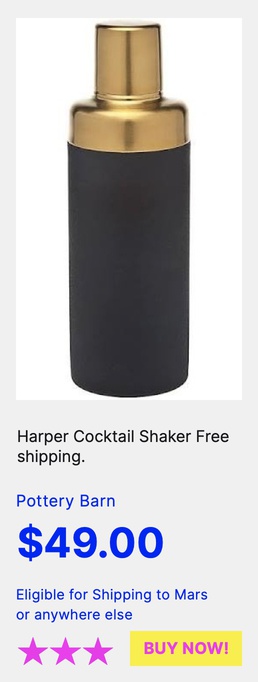 Harper Cocktail Shaker Free
shipping.
Pottery Barn
$49.00
Eligible for Shipping to Mars
or anywhere else
BUY NOW!